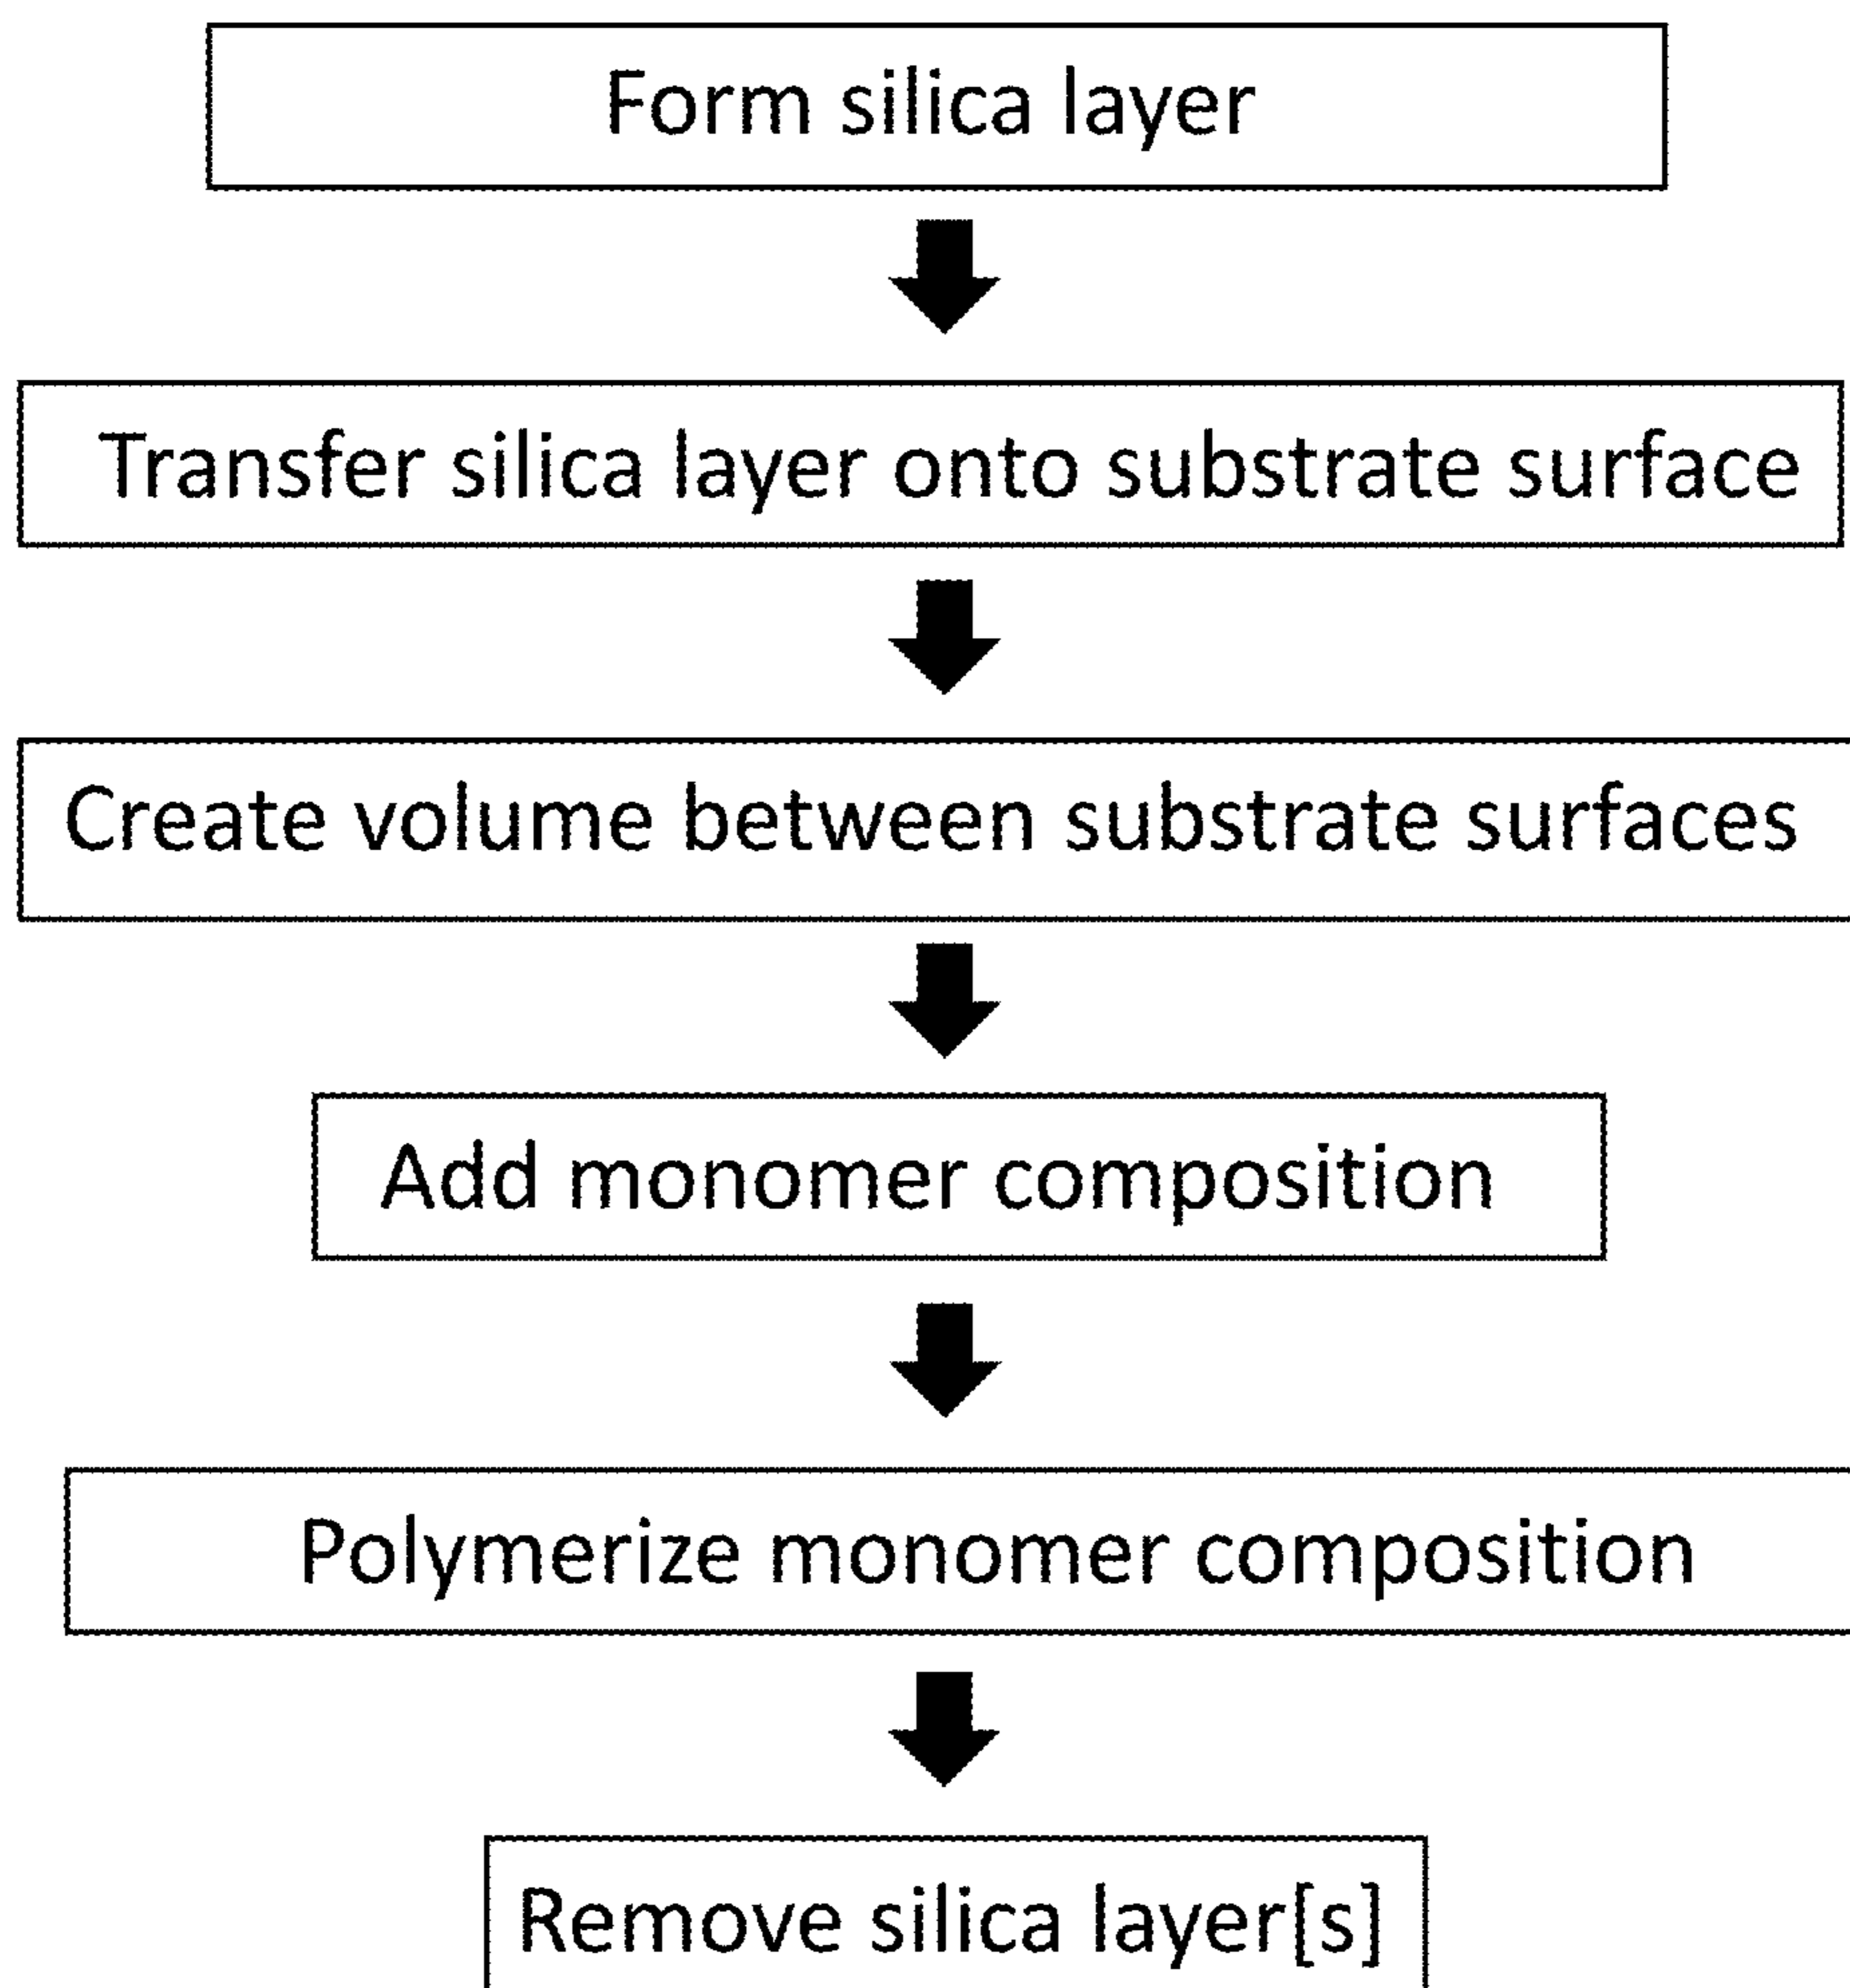 Form silica layer
Transfer silica layer onto substrate surface
Create volume between substrate surfaces
Add monomer composition
Polymerize monomer composition
Remove silica layer[s]